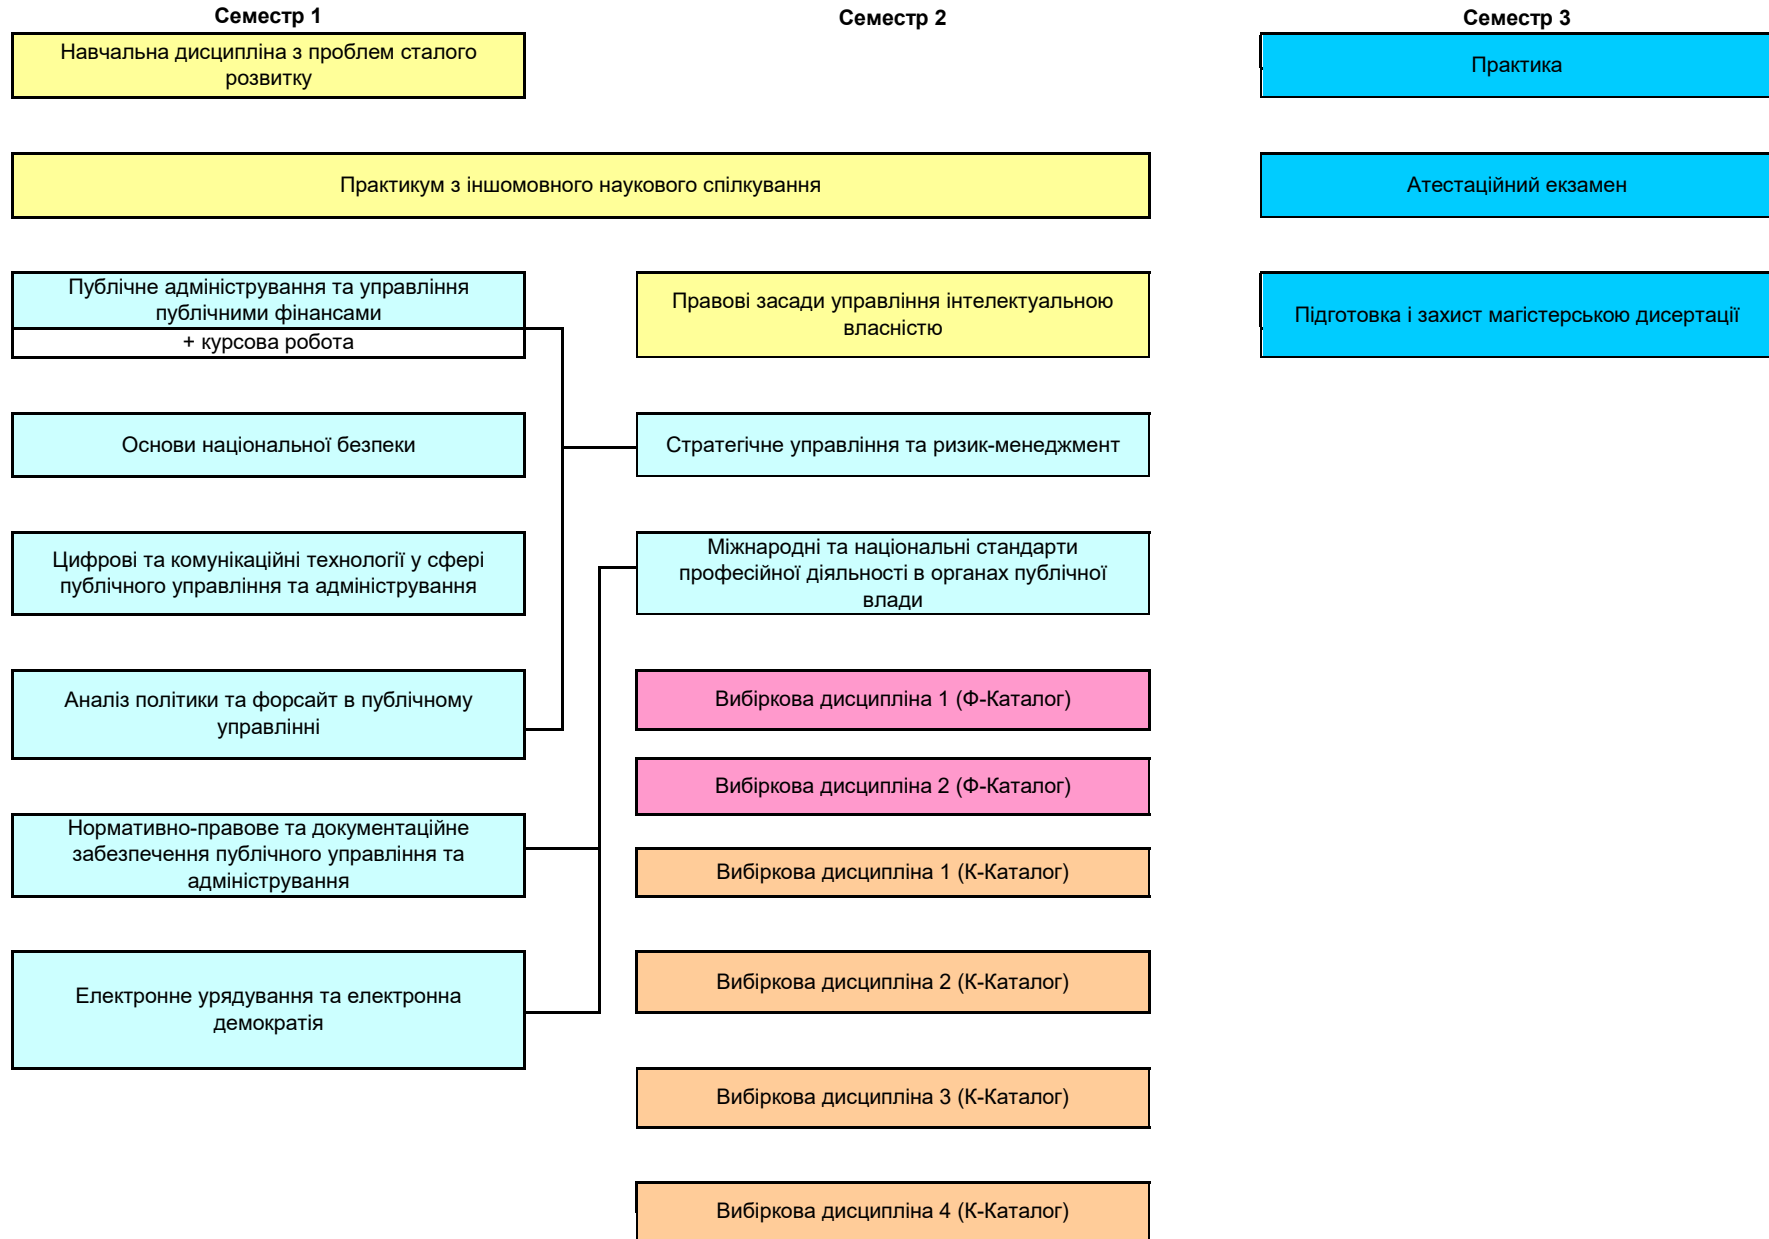 Семестр 1
Семестр 2
Семестр 3
Навчальна дисципліна з проблем сталого
розвитку
Практика
Практикум з іншомовного наукового спілкування
Атестаційний екзамен
Публічне адміністрування та управління
публічними фінансами
+ курсова робота
Правові засади управління інтелектуальною
власністю
Підготовка і захист магістерською дисертації
Основи національної безпеки
Стратегічне управління та ризик-менеджмент
Цифрові та комунікаційні технології у сфері
публічного управління та адміністрування
Міжнародні та національні стандарти
професійної діяльності в органах публічної
влади
Аналіз політики та форсайт в публічному
управлінні
Вибіркова дисципліна 1 (Ф-Каталог)
Вибіркова дисципліна 2 (Ф-Каталог)
Нормативно-правове та документаційне
забезпечення публічного управління та
адміністрування
Вибіркова дисципліна 1 (К-Каталог)
Електронне урядування та електронна
демократія
Вибіркова дисципліна 2 (К-Каталог)
Вибіркова дисципліна 3 (К-Каталог)
Вибіркова дисципліна 4 (К-Каталог)